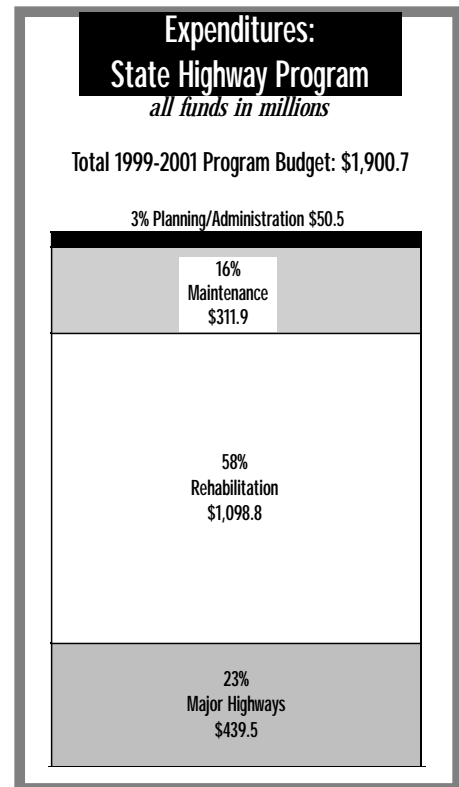 Expenditures:
State Highway Program
all funds in millions
Total 1999-2001 Program Budget: $1,900.7
3% Planning/Administration $50.5
16%
Maintenance
$311.9
58%
Rehabilitation
$1,098.8
23%
Major Highways
$439.5